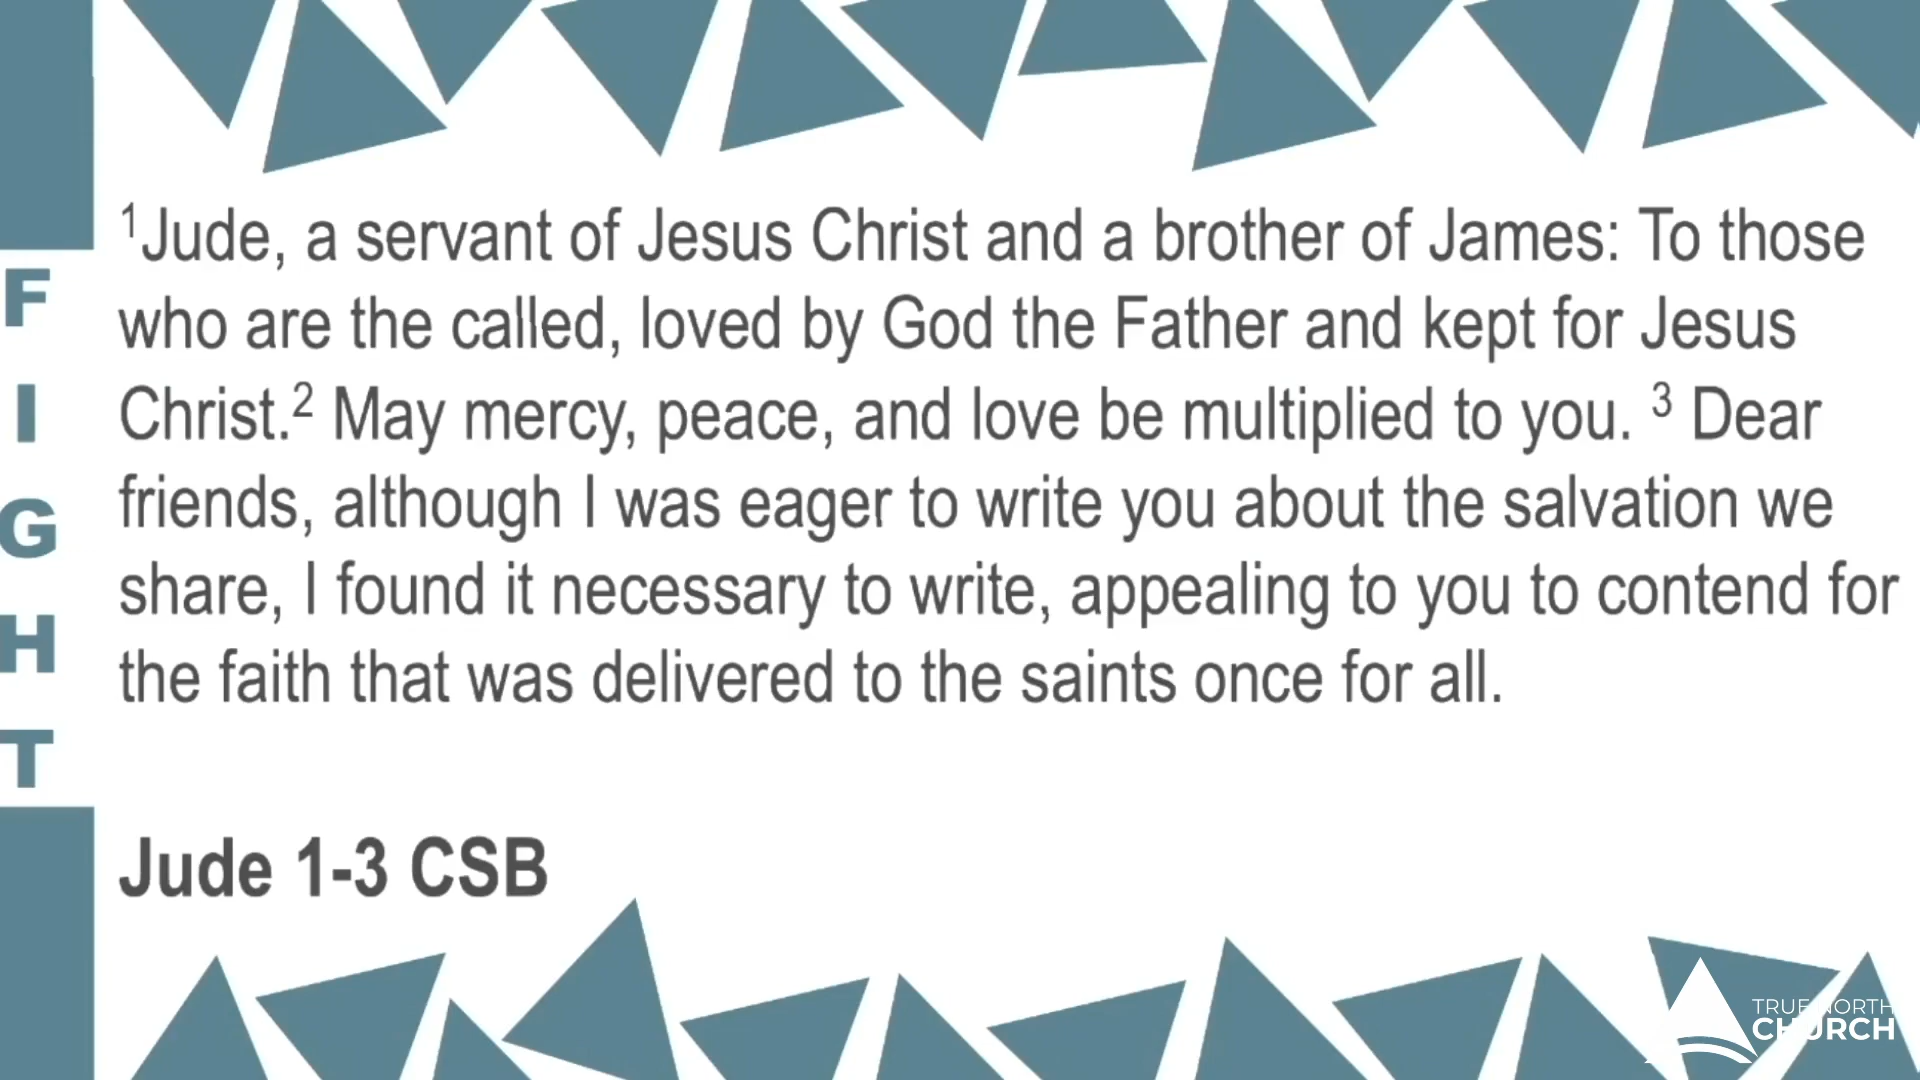 ¹Jude, a servant of Jesus Christ and a brother of James: To those
who are the called, loved by God the Father and kept for Jesus
Christ.² May mercy, peace, and love be multiplied to you. ³ Dear
friends, although I was eager to write you about the salvation we
share, I found it necessary to write, appealing to you to contend for
the faith that was delivered to the saints once for all.
Jude 1-3 CSB
F
I
G
H
T
TRUE NORTH
CHURCH